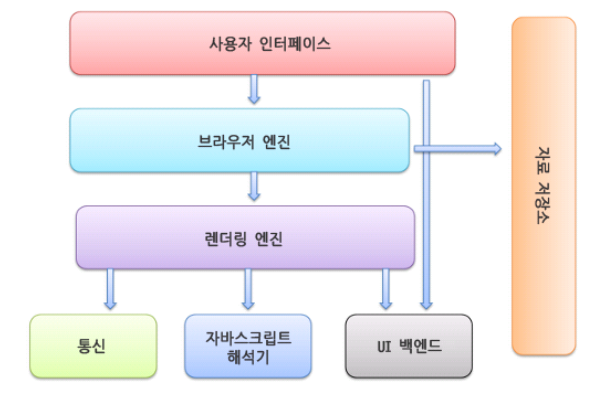 사용자 인터페이스
브라우저 엔진
자료 저장소
렌더링 엔진
통신
자바스크립트
해석기
UI 백엔드